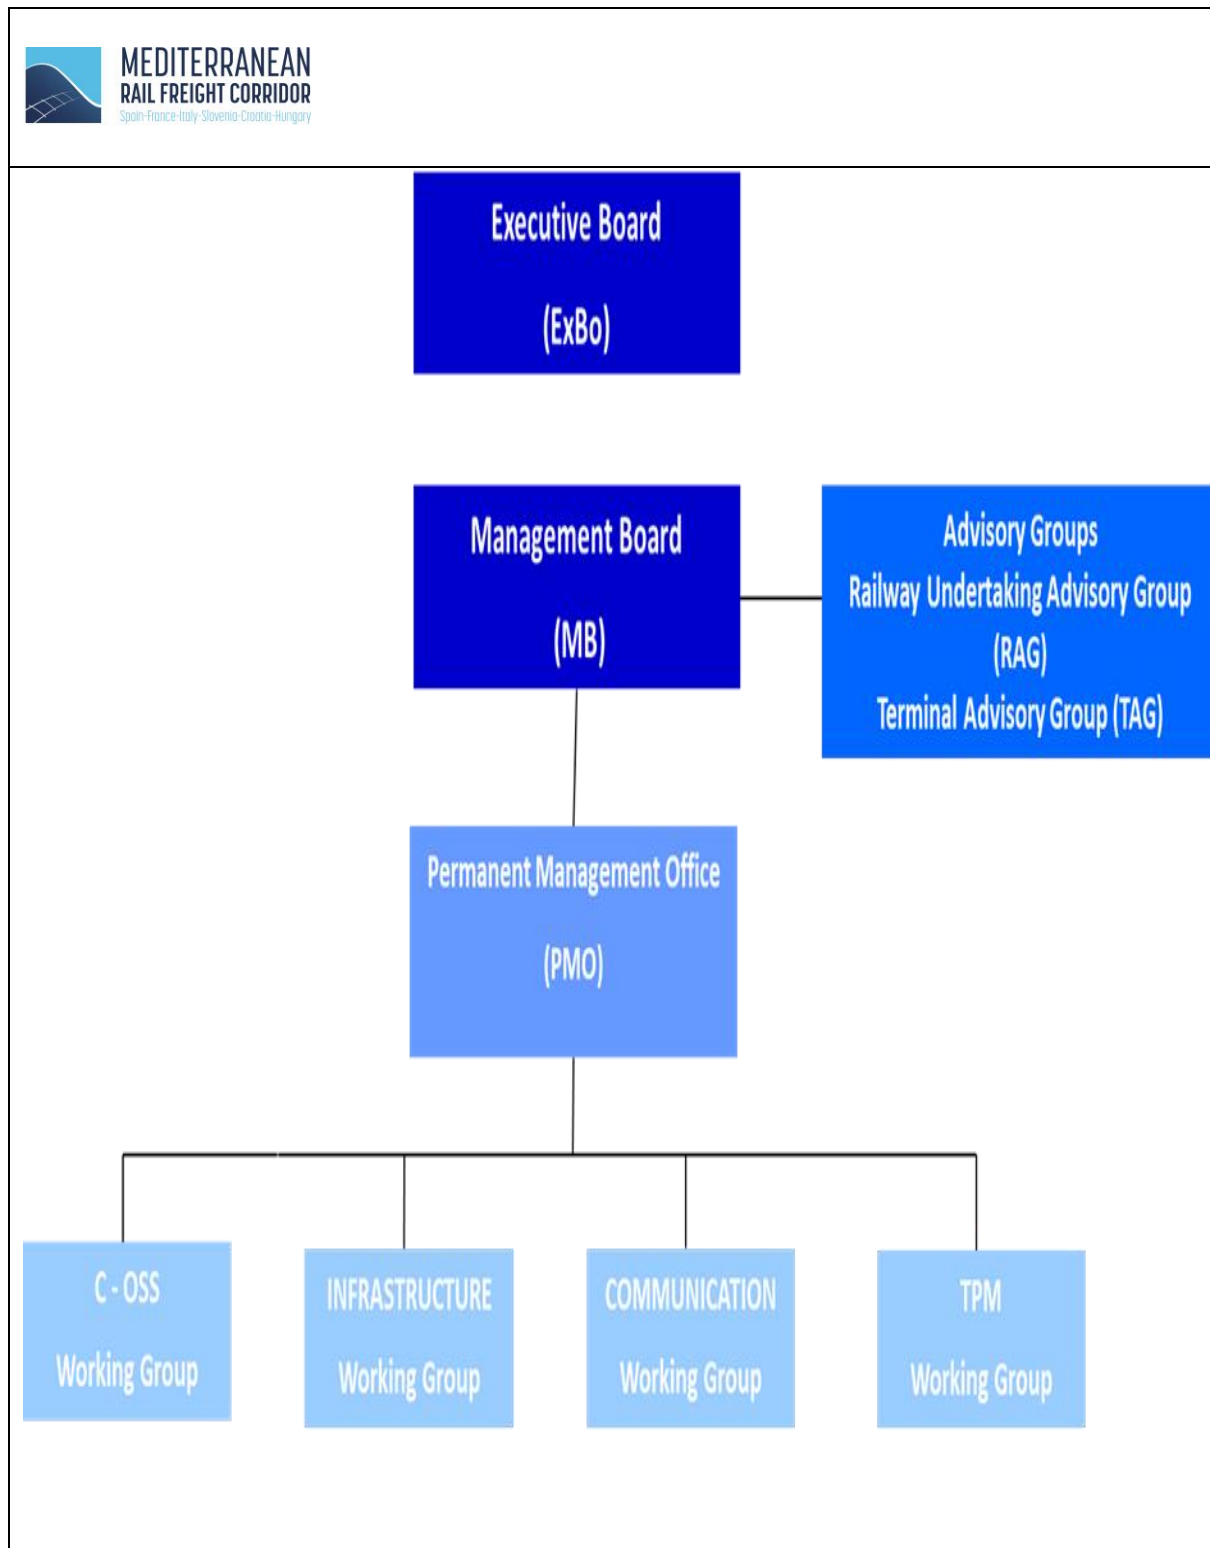 MEDITERRANEAN
RAIL FREIGHT CORRIDOR
Spain-France-Italy-Slovenia-Croatia-Hungary
Executive Board
(ExBo)
Management Board
(MB)
Advisory Groups
Railway Undertaking Advisory Group
(RAG)
Terminal Advisory Group (TAG)
Permanent Management Office
(PMO)
C - OSS
Working Group
INFRASTRUCTURE
Working Group
COMMUNICATION
Working Group
TPM
Working Group